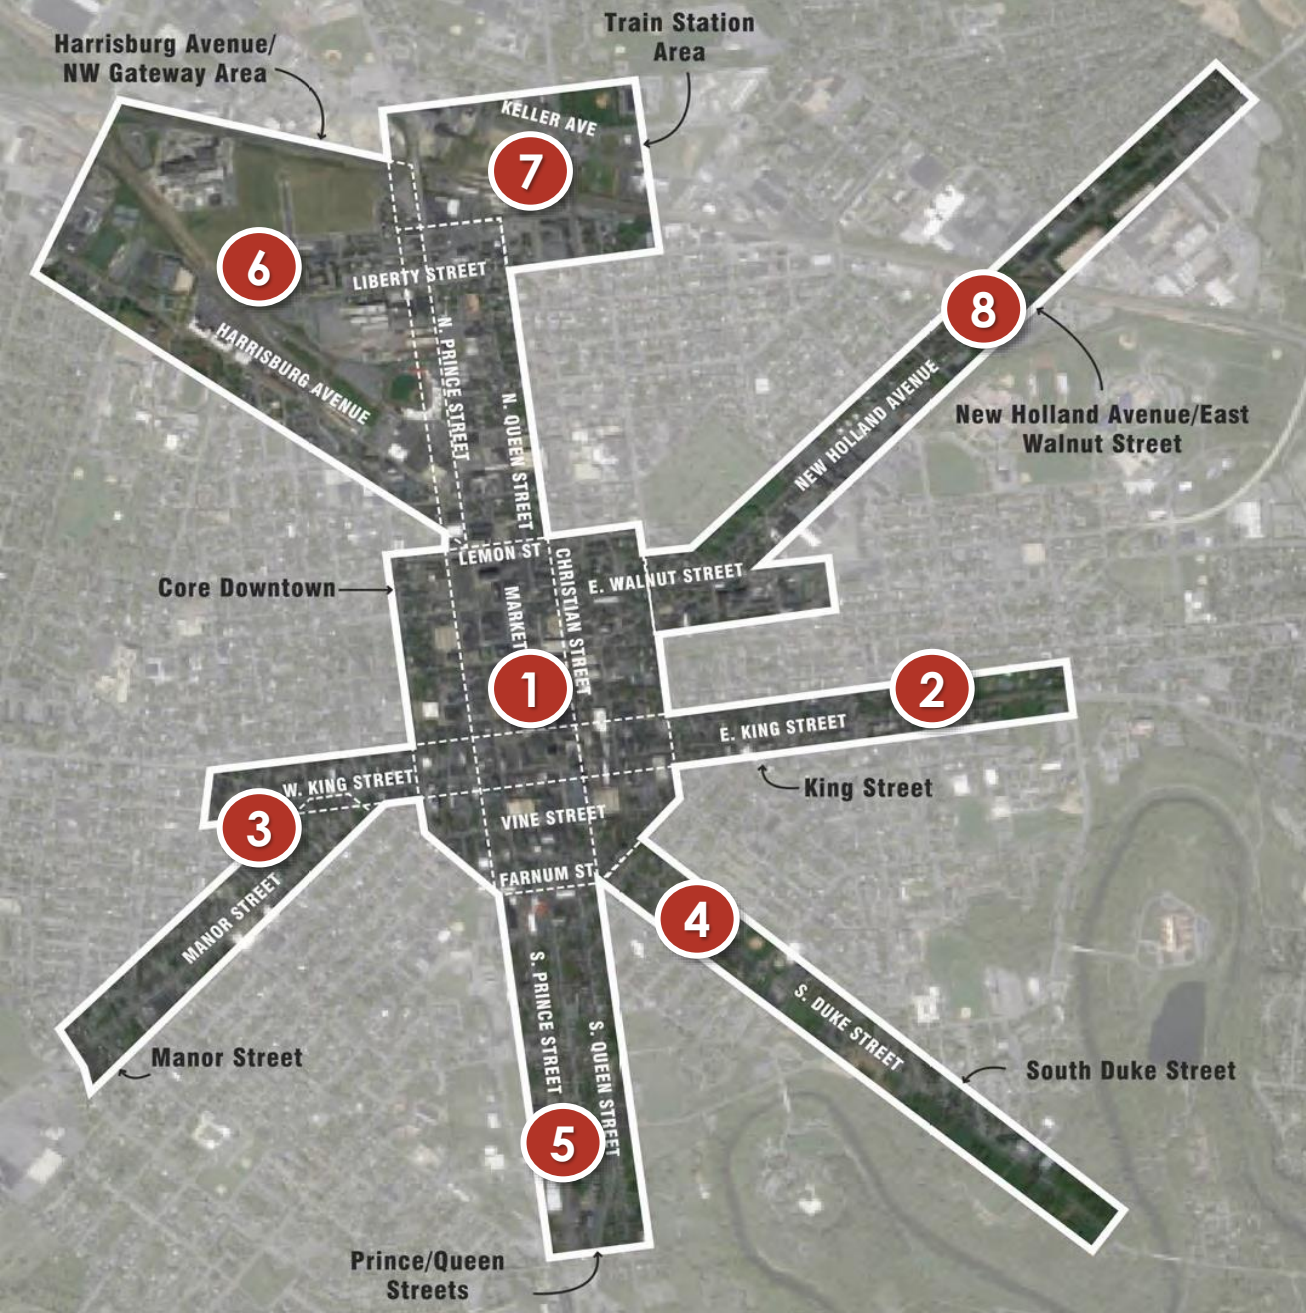 Train Station
Area
Harrisburg Avenue/
NW Gateway Area
KELLER AVE
7
6
LIBERTY STREET
8
HARRISBURG AVENUE
N. PRINCE STREET
N. QUEEN STREET
NEW HOLLAND AVENUE
New Holland Avenue/East
Walnut Street
LEMON ST
CHRISTIAN STREET
E. WALNUT STREET
Core Downtown
MARKET
1
2
E. KING STREET
W. KING STREET
King Street
3
VINE STREET
FARNUM ST
MANOR STREET
4
S. PRINCE STREET
S. QUEEN STREET
S. DUKE STREET
Manor Street
South Duke Street
5
Prince/Queen
Streets